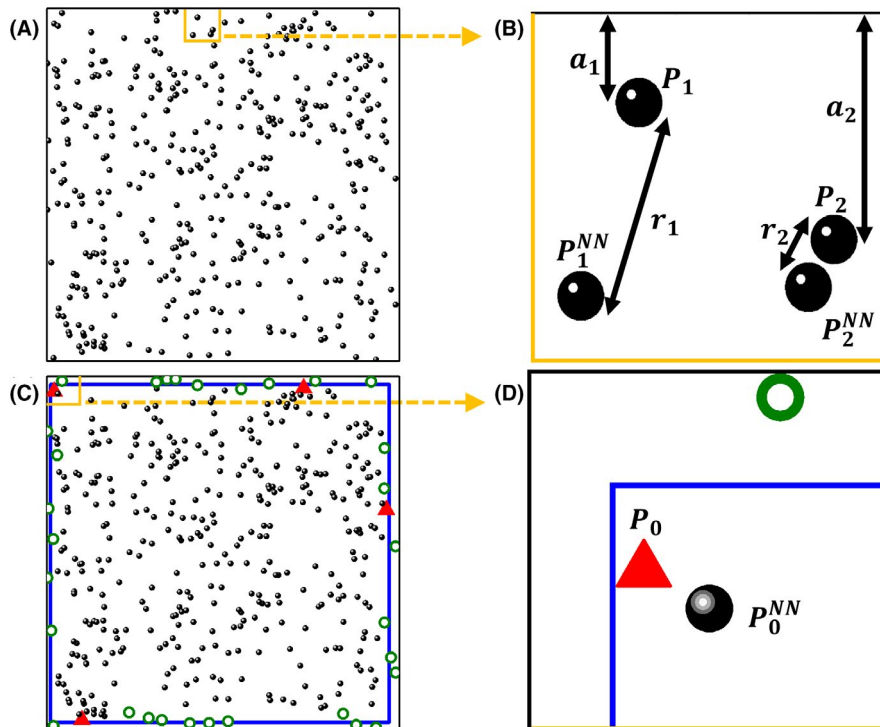 (A)
(B)
a₁
P₁
a₂
r₁
P₂
r₂
P₁ᴺᴺ
P₂ᴺᴺ
(C)
(D)
P₀
P₀ᴺᴺ